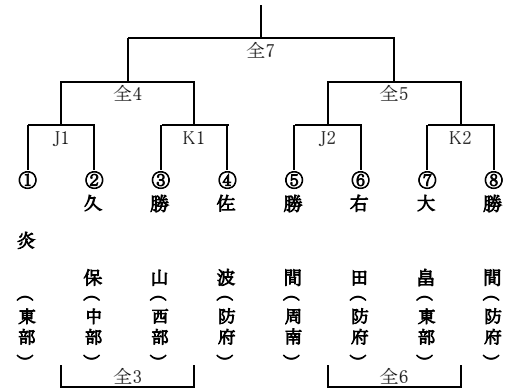 全7
全4 全5
J1 K1 J2 K2
① ② ③ ④ ⑤ ⑥ ⑦ ⑧
炎(東部)
久保(中部)
勝山(西部)
佐波(防府)
勝間(周南)
右田(防府)
大畠(東部)
勝間(防府)
全3 全6